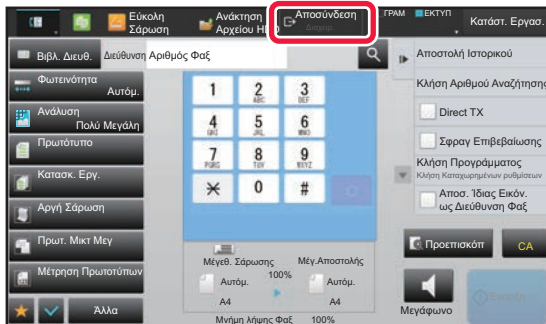 Εύκολη
Σάρωση
Ανάκτηση
Αρχείου HDD
Αποσύνδεση
Διαχειρ.
ΓΡΑΜ
ΕΚΤΥΠ
Κατάστ. Εργασ.
Βιβλ. Διευθ.
Διεύθυνση
Αριθμός Φαξ
Φωτεινότητα
Αυτόμ.
Ανάλυση
Πολύ Μεγάλη
Πρωτότυπο
Κατασκ. Εργ.
Αργή Σάρωση
Πρωτ. Μικτ Μεγ
Μέτρηση Πρωτοτύπων
Άλλα
1
2
ABC
3
DEF
4
GHI
5
JKL
6
MNO
7
PQRS
8
TUV
9
WXYZ
0
#
Μέγεθ. Σάρωσης
Μέγ.Αποστολής
100%
Αυτόμ.
Αυτόμ.
A4
A4
Μνήμη λήψης Φαξ 100%
Αποστολή Ιστορικού
Κλήση Αριθμού Αναζήτησης
Direct TX
Σφραγ Επιβεβαίωσης
Κλήση Προγράμματος
Κλήση Καταχωρημένων ρυθμίσεων
Αποσ. Ίδιας Εικόν.
ως Διεύθυνση Φαξ
Προεπισκόπ
CA
Μεγάφωνο
Έναρξη